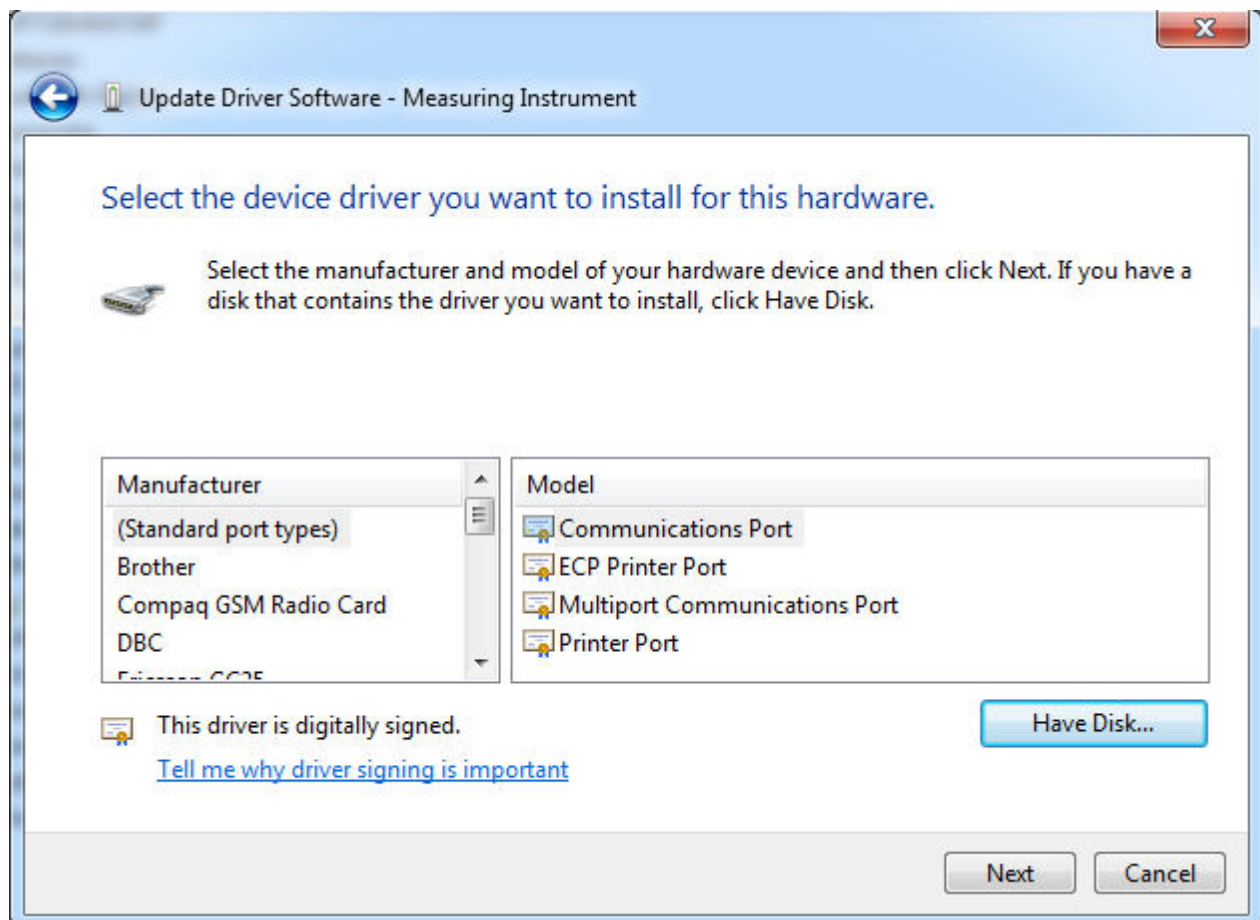 Update Driver Software - Measuring Instrument
Select the device driver you want to install for this hardware.
Select the manufacturer and model of your hardware device and then click Next. If you have a
disk that contains the driver you want to install, click Have Disk.
Manufacturer
(Standard port types)
Brother
Compaq GSM Radio Card
DBC
Model
Communications Port
ECP Printer Port
Multiport Communications Port
Printer Port
This driver is digitally signed.
Tell me why driver signing is important
Have Disk...
Next
Cancel